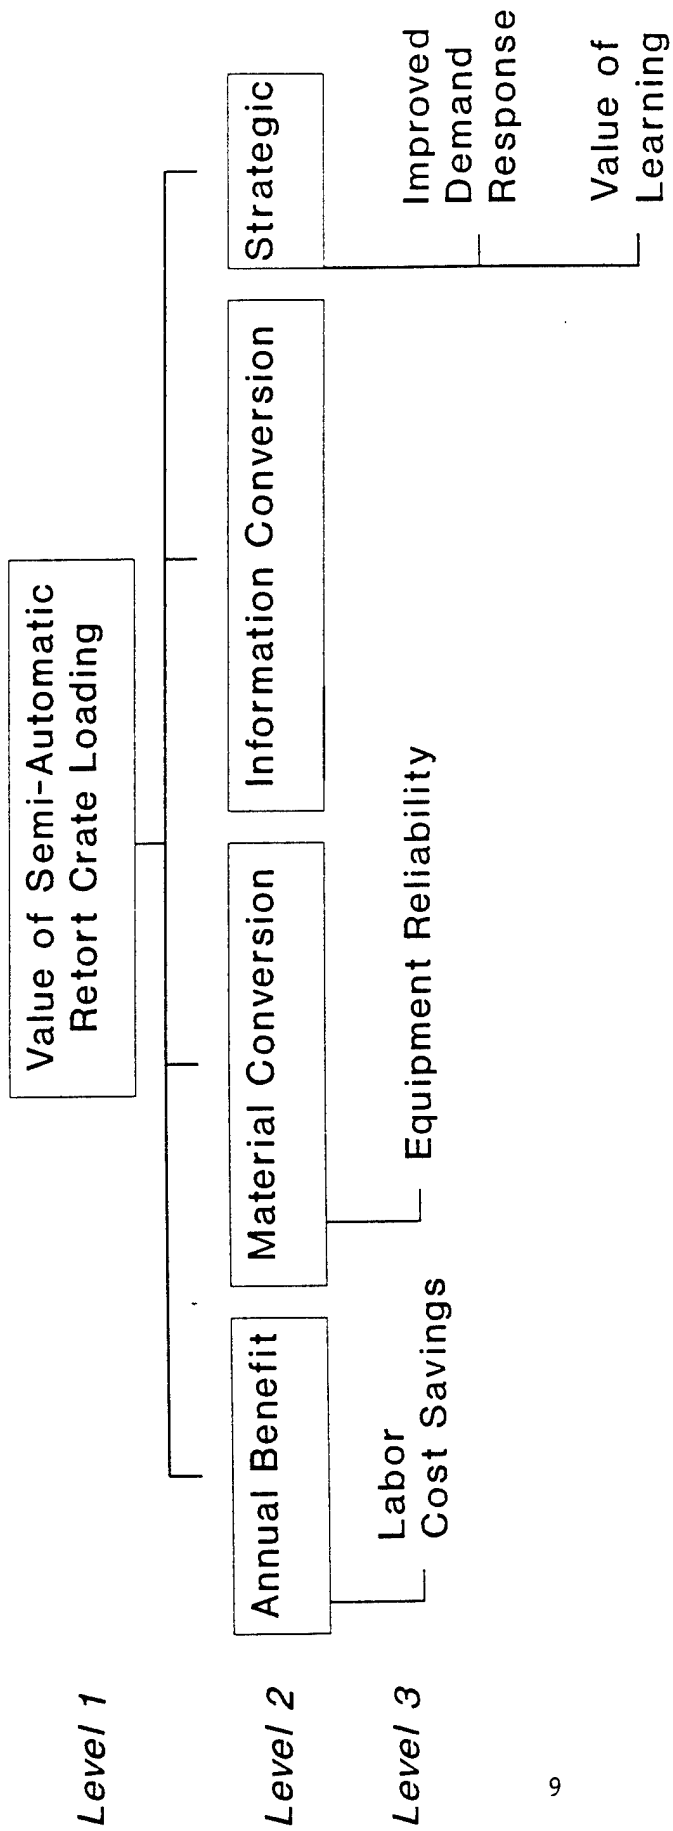 Level 1
Value of Semi-Automatic
Retort Crate Loading
Level 2
Annual Benefit
Material Conversion
Information Conversion
Strategic
Level 3
Labor
Cost Savings
Equipment Reliability
Improved
Demand
Response
Value of
Learning
9